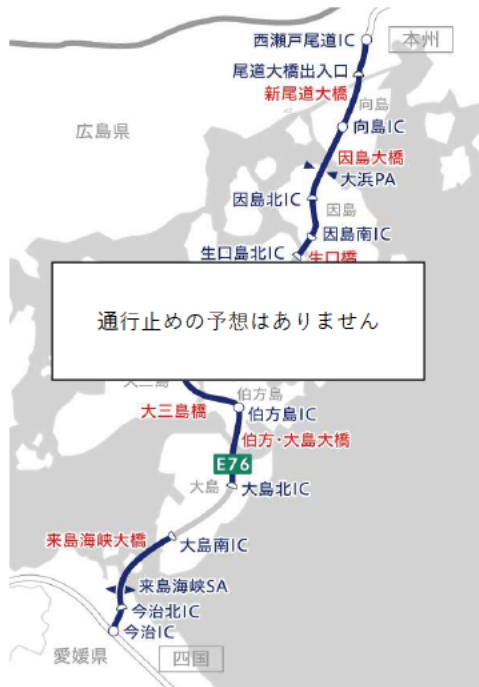 西瀬戸尾道IC
本州
尾道大橋出入口
新尾道大橋
向島
広島県
向島IC
因島大橋
大浜PA
因島北IC
因島
因島南IC
生口島北IC
生口橋
通行止めの予想はありません
大三島
伯方島
大三島橋
伯方島IC
伯方・大島大橋
E76
大島
大島北IC
来島海峡大橋
大島南IC
来島海峡SA
今治北IC
今治IC
愛媛県
四国